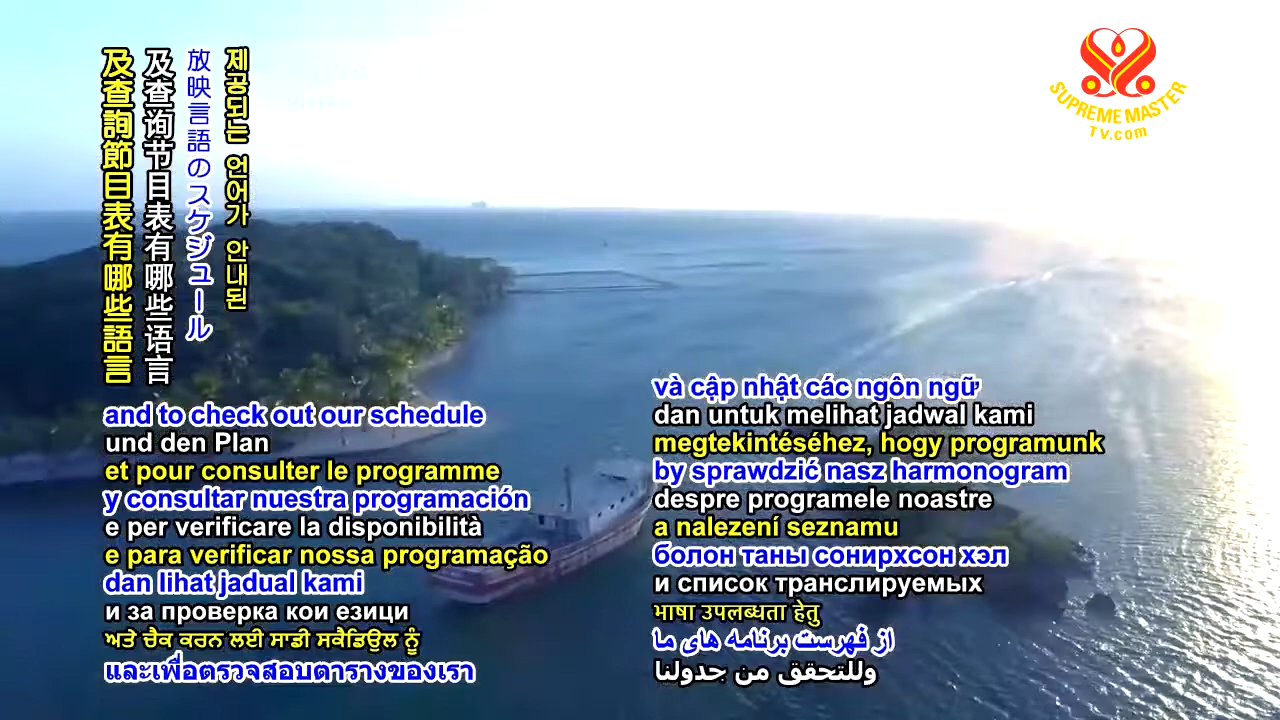 及查詢節目表有哪些語言
及查询节目表有哪些语言
放映言語のスケジュール
제공되는 언어가 안내된
SUPREME MASTER
TV.com
and to check out our schedule
und den Plan
et pour consulter le programme
y consultar nuestra programación
e per verificare la disponibilità
e para verificar nossa programação
dan lihat jadual kami
и за проверка кои езици
ਅਤੇ ਚੈਕ ਕਰਨ ਲਈ ਸਾਡੀ ਸਕੈਡਿਉਲ ਨੂੰ
และเพื่อตรวจสอบตารางของเรา
và cập nhật các ngôn ngữ
dan untuk melihat jadwal kami
megtekintéséhez, hogy programunk
by sprawdzić nasz harmonogram
despre programele noastre
a nalezení seznamu
болон таны сонирхсон хэл
и список транслируемых
भाषा उपलब्धता हेतु
از فهرست برنامه های ما
وللتحقق من جدولنا